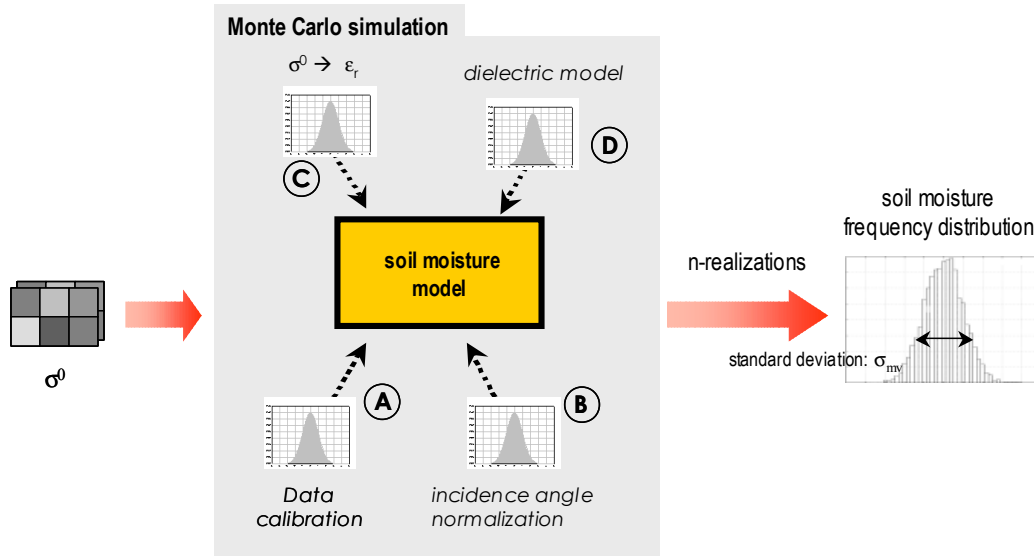 Monte Carlo simulation
σ⁰ → εr
dielectric model
C
D
soil moisture
model
A
B
Data
calibration
incidence angle
normalization
σ⁰
n-realizations
soil moisture
frequency distribution
standard deviation: σmv